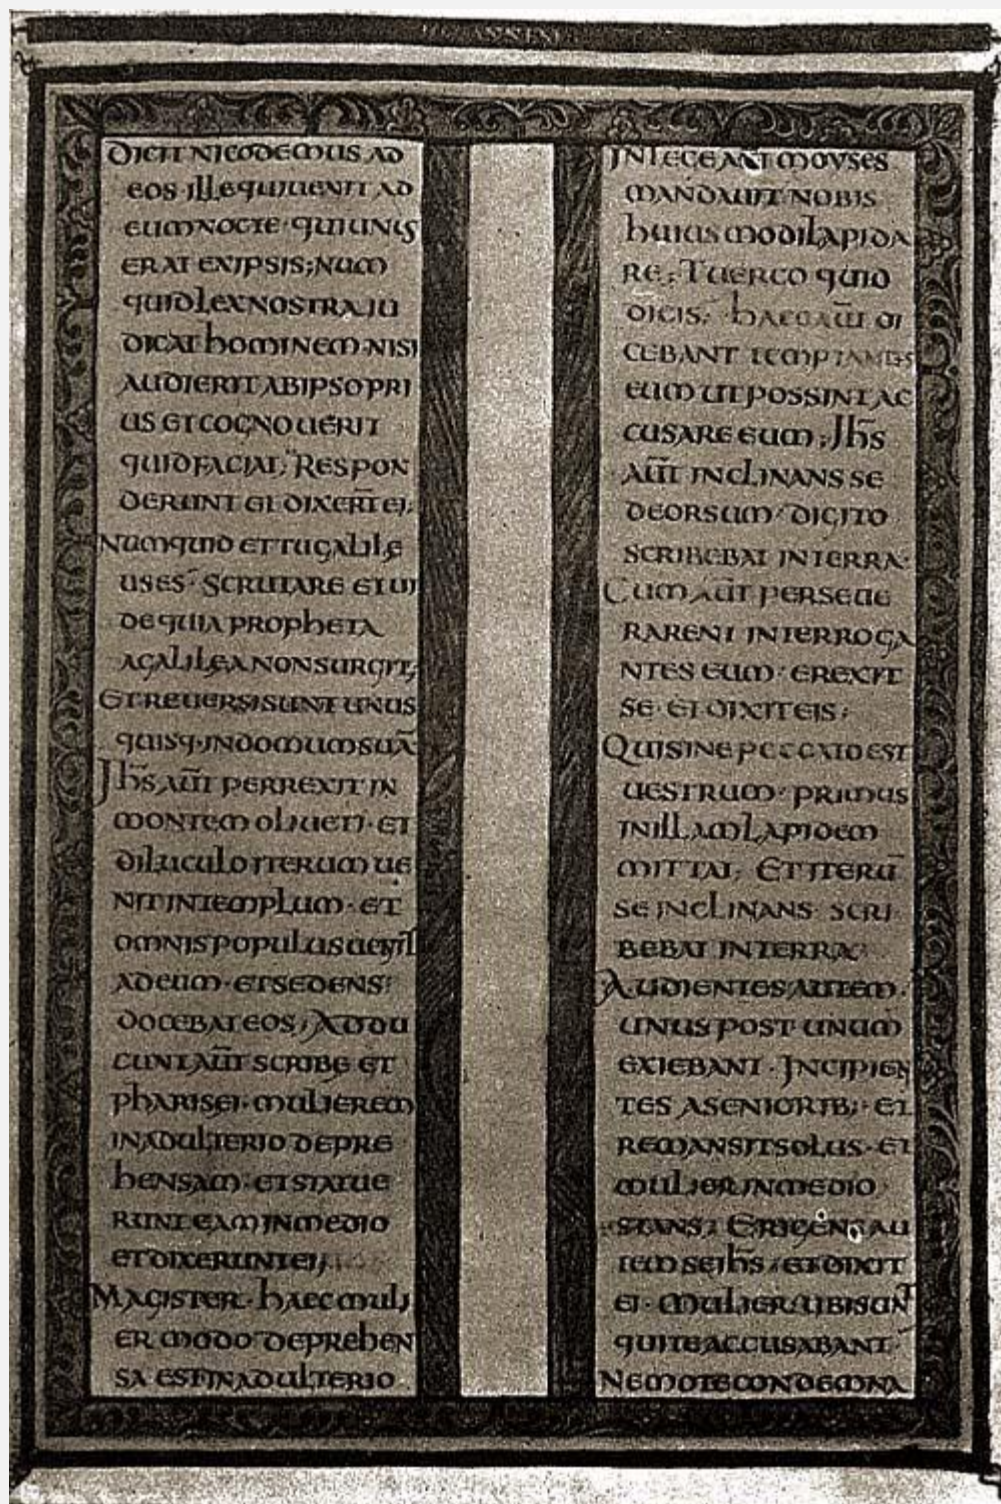 DICIT NICODEMUS AD
EOS ILLE QUI UENIT AD
EUM NOCTE · QUI UNUS
ERAT EX IPSIS; NUM
QUID LEX NOSTRA IU
DICAT HOMINEM · NISI
AUDIERIT AB IPSO PRI
US ET COGNOUERIT
QUID FACIAT; RESPON
DERUNT ET DIXER̅T EI;
NUMQUID ET TU GALILE
US ES SCRUTARE ET UI
DE QUIA PROPHETA
A GALILEA NON SURGIT;
ET REUERSI SUNT UNUS
QUISQ· IN DOMUM SUA̅
IHS̅ AUT̅ PERREXIT IN
MONTEM OLIUETI · ET
DILUCULO ITERUM UE
NIT IN TEMPLUM · ET
OMNIS POPULUS UENIT
AD EUM · ET SEDENS
DOCEBAT EOS; ADDU
CUNT AUT̅ SCRIBE ET
PHARISEI · MULIEREM
IN ADULTERIO DEPRE
HENSAM · ET STATUE
RUNT EAM IN MEDIO
ET DIXERUNT EI;
MAGISTER · HAEC MULI
ER MODO DEPREHEN
SA EST IN ADULTERIO
IN LEGE MOYSES
MANDAUIT NOBIS
HUIUSMODI LAPIDA
RE; TU ERGO QUID
DICIS; HAEC AUT̅ DI
CEBANT TEMPTANTES
EUM UT POSSINT AC
CUSARE EUM; IHS̅
AUT̅ INCLINANS SE
DEORSUM DIGITO
SCRIBEBAT IN TERRA·
CUM AUT̅ PERSEUE
RARENT INTERROGA
NTES EUM · EREXIT
SE · ET DIXIT EIS;
QUI SINE PECCATO EST
UESTRUM · PRIMUS
IN ILLAM LAPIDEM
MITTAT; ET ITERU̅
SE INCLINANS SCRI
BEBAT IN TERRA
AUDIENTES AUTEM
UNUS POST UNUM
EXIEBANT · INCIPIEN
TES A SENIORIB; · ET
REMANSIT SOLUS · ET
MULIER IN MEDIO
STANS; ERIGENS AU
TEM SE IHS̅ · ET DIXIT
EI · MULIER UBI SUNT
QUI TE ACCUSABANT
NEMO TE CONDEMNA